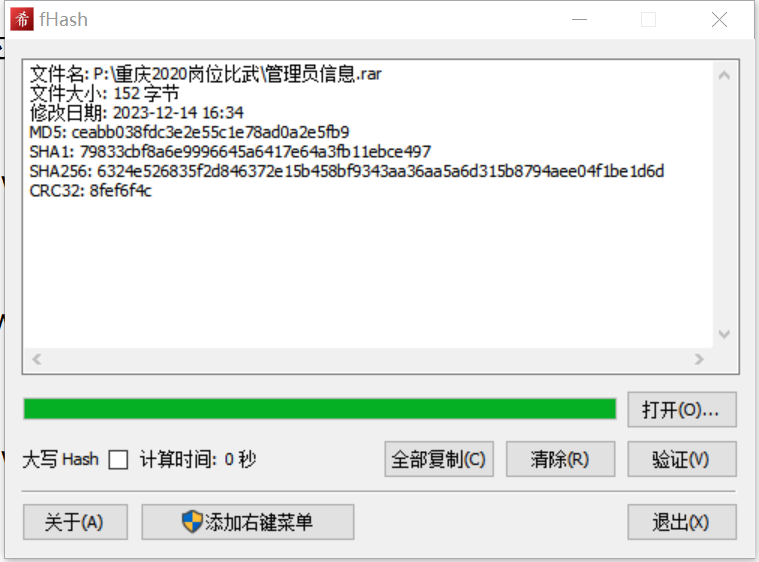 希 fHash
文件名: P:\重庆2020岗位比武\管理员信息.rar
文件大小: 152 字节
修改日期: 2023-12-14 16:34
MD5: ceabb038fdc3e2e55c1e78ad0a2e5fb9
SHA1: 79833cbf8a6e9996645a6417e64a3fb11ebce497
SHA256: 6324e526835f2d846372e15b458bf9343aa36aa5a6d315b8794aee04f1be1d6d
CRC32: 8fef6f4c
打开(O)...
大写 Hash 计算时间: 0 秒 全部复制(C) 清除(R) 验证(V)
关于(A) 添加右键菜单 退出(X)